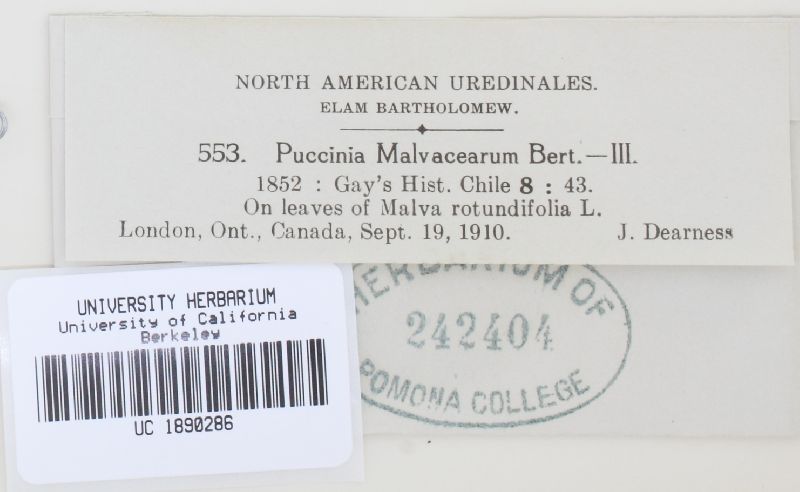 NORTH AMERICAN UREDINALES.
ELAM BARTHOLOMEW.
553. Puccinia Malvacearum Bert.—III.
1852 : Gay's Hist. Chile 8 : 43.
On leaves of Malva rotundifolia L.
London, Ont., Canada, Sept. 19, 1910. J. Dearness
HERBARIUM OF
242404
POMONA COLLEGE
UNIVERSITY HERBARIUM
University of California
Berkeley
UC 1890286